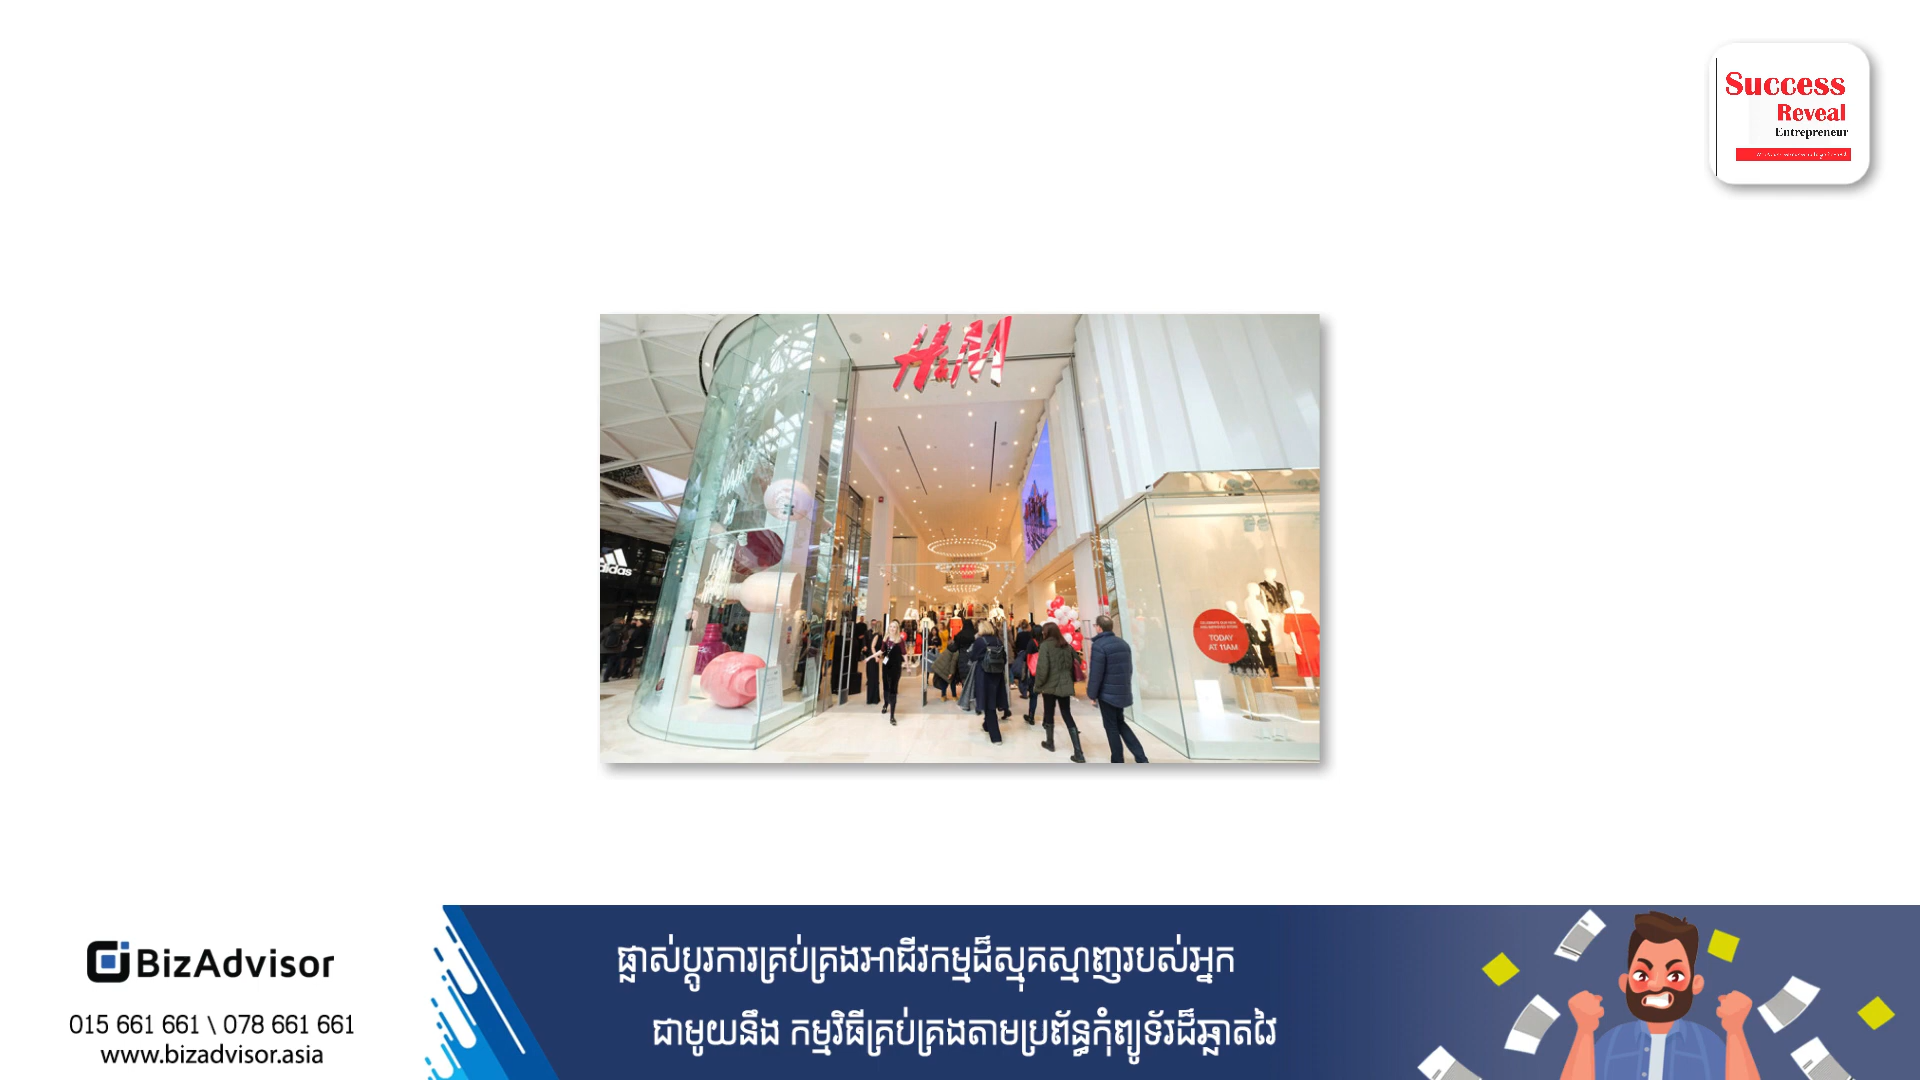 Success
Reveal
Entrepreneur
H&M
adidas
TODAY
AT 11AM
BizAdvisor
015 661 661 \ 078 661 661
www.bizadvisor.asia
ផ្លាស់ប្តូរការគ្រប់គ្រងអាជីវកម្មដ៏ស្មុគស្មាញរបស់អ្នក
ជាមួយនឹង កម្មវិធីគ្រប់គ្រងតាមប្រព័ន្ធកុំព្យូទ័រដ៏ឆ្លាតវៃ